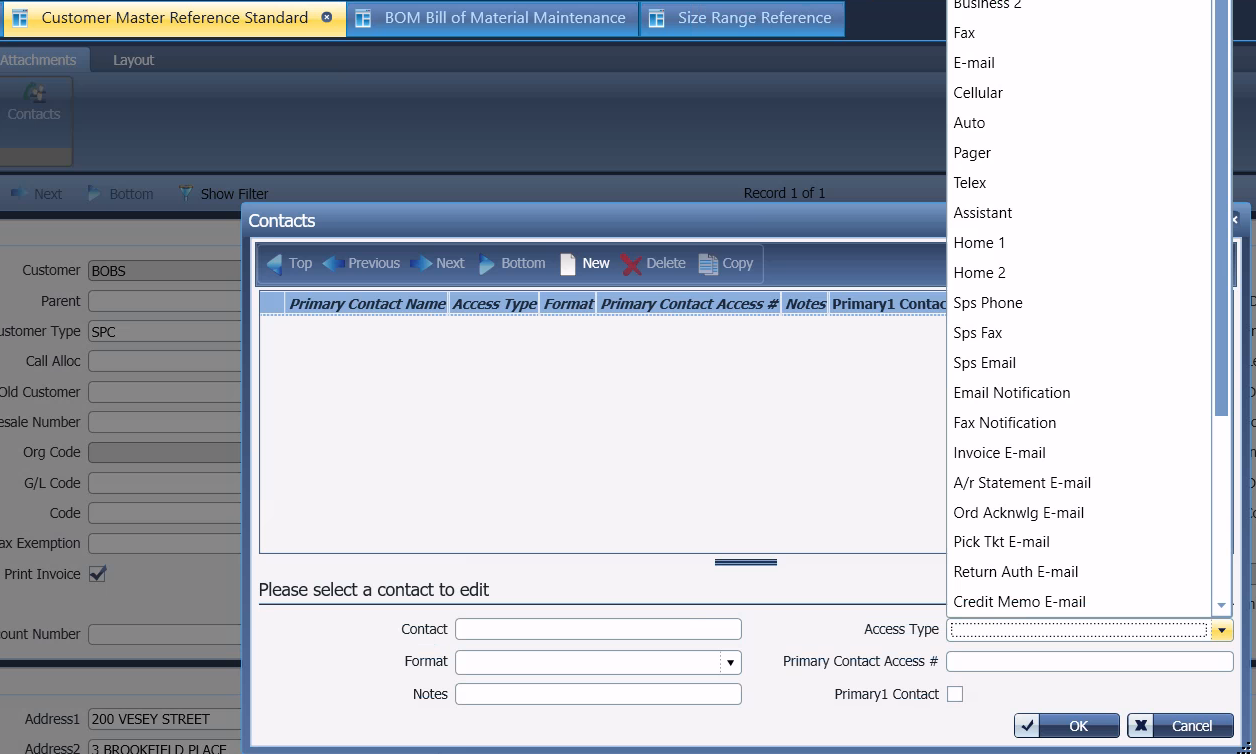 Customer Master Reference Standard
BOM Bill of Material Maintenance
Size Range Reference
Attachments
Layout
Contacts
Next
Bottom
Show Filter
Record 1 of 1
Contacts
Top
Previous
Next
Bottom
New
Delete
Copy
Primary Contact Name
Access Type
Format
Primary Contact Access #
Notes
Primary1 Contac
Business 2
Fax
E-mail
Cellular
Auto
Pager
Telex
Assistant
Home 1
Home 2
Sps Phone
Sps Fax
Sps Email
Email Notification
Fax Notification
Invoice E-mail
A/r Statement E-mail
Ord Acknwlg E-mail
Pick Tkt E-mail
Return Auth E-mail
Credit Memo E-mail
Customer BOBS
Parent
ustomer Type SPC
Call Alloc
Old Customer
esale Number
Org Code
G/L Code
Code
ax Exemption
Print Invoice
ount Number
Address1 200 VESEY STREET
Address2 3 BROOKFIELD PLACE
Please select a contact to edit
Contact
Access Type
Format
Primary Contact Access #
Notes
Primary1 Contact
OK
Cancel